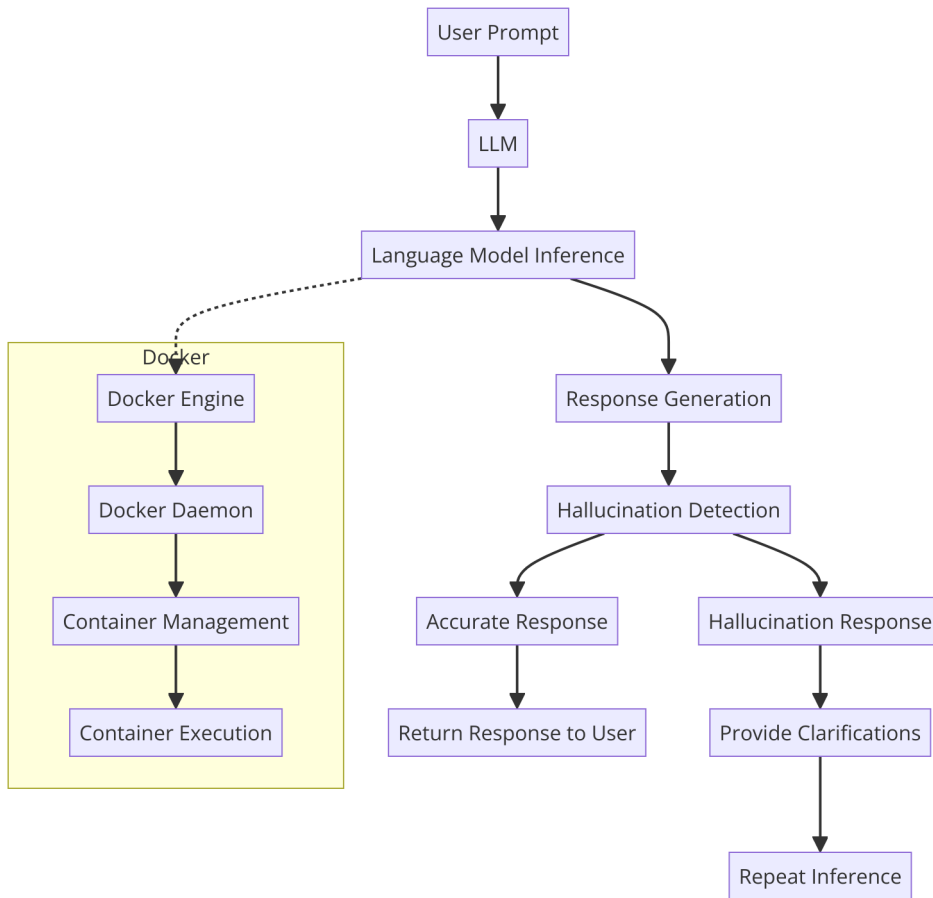 User Prompt
LLM
Language Model Inference
Docker
Docker Engine
Response Generation
Docker Daemon
Hallucination Detection
Container Management
Accurate Response
Hallucination Response
Container Execution
Return Response to User
Provide Clarifications
Repeat Inference